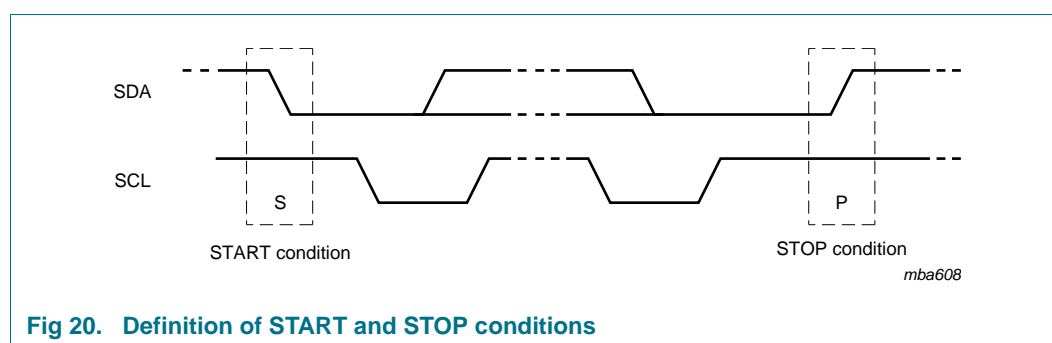 SDA
SCL
S
P
START condition
STOP condition
mba608
Fig 20. Definition of START and STOP conditions